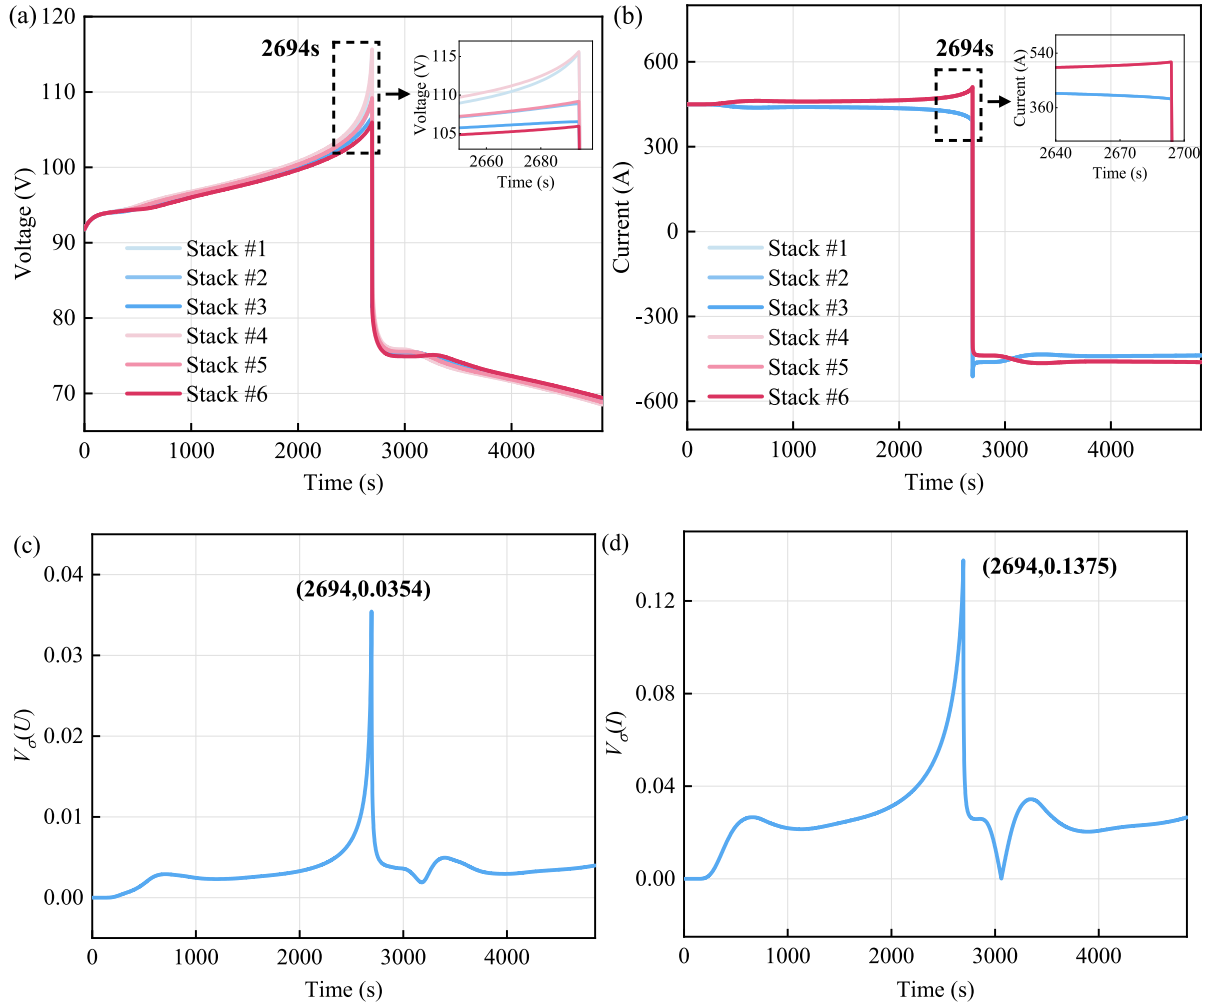 (a)
120
110
100
90
80
70
Voltage (V)
0
1000
2000
3000
4000
Time (s)
2694s
115
110
105
Voltage (V)
2660
2680
Time (s)
Stack #1
Stack #2
Stack #3
Stack #4
Stack #5
Stack #6
(b)
600
300
0
-300
-600
Current (A)
0
1000
2000
3000
4000
Time (s)
2694s
540
360
Current (A)
2640
2670
2700
Time (s)
Stack #1
Stack #2
Stack #3
Stack #4
Stack #5
Stack #6
(c)
0.04
0.03
0.02
0.01
0.00
Vσ(U)
(2694,0.0354)
0
1000
2000
3000
4000
Time (s)
(d)
0.12
0.08
0.04
0.00
Vσ(I)
(2694,0.1375)
0
1000
2000
3000
4000
Time (s)